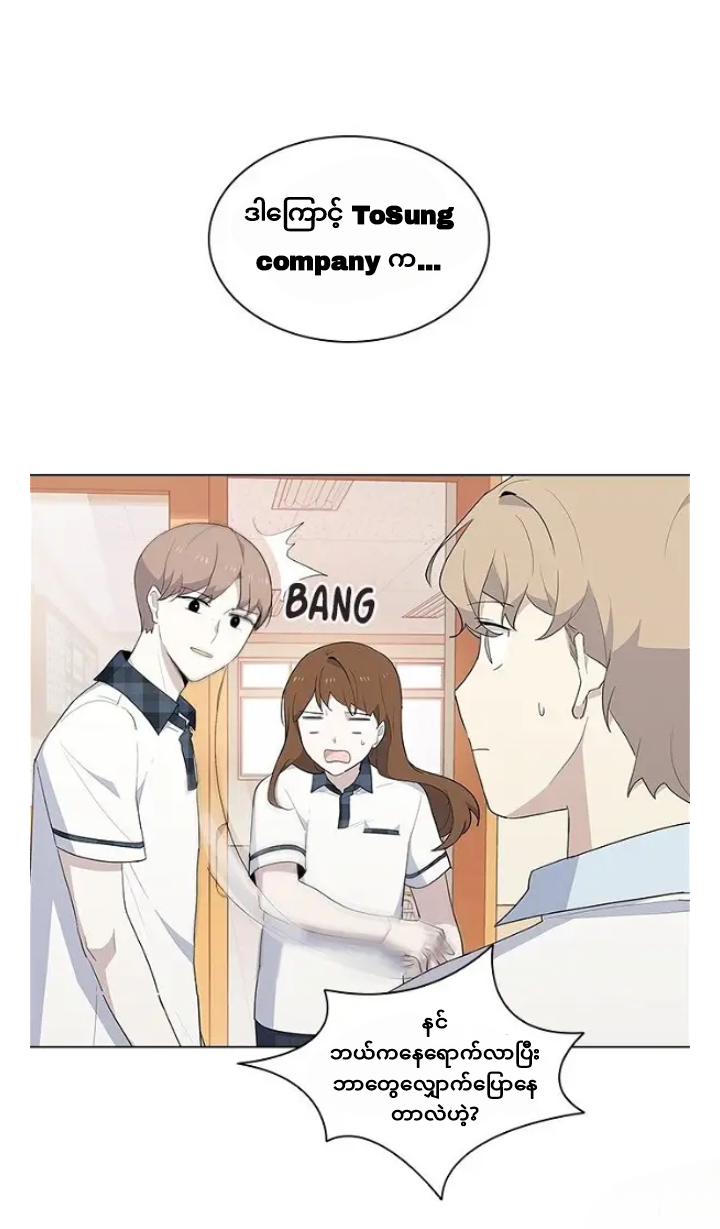 ဒါကြောင့် ToSung
company က...
BANG
နင်
ဘယ်ကနေရောက်လာပြီး
ဘာတွေလျှောက်ပြောနေ
တာလဲဟဲ့?